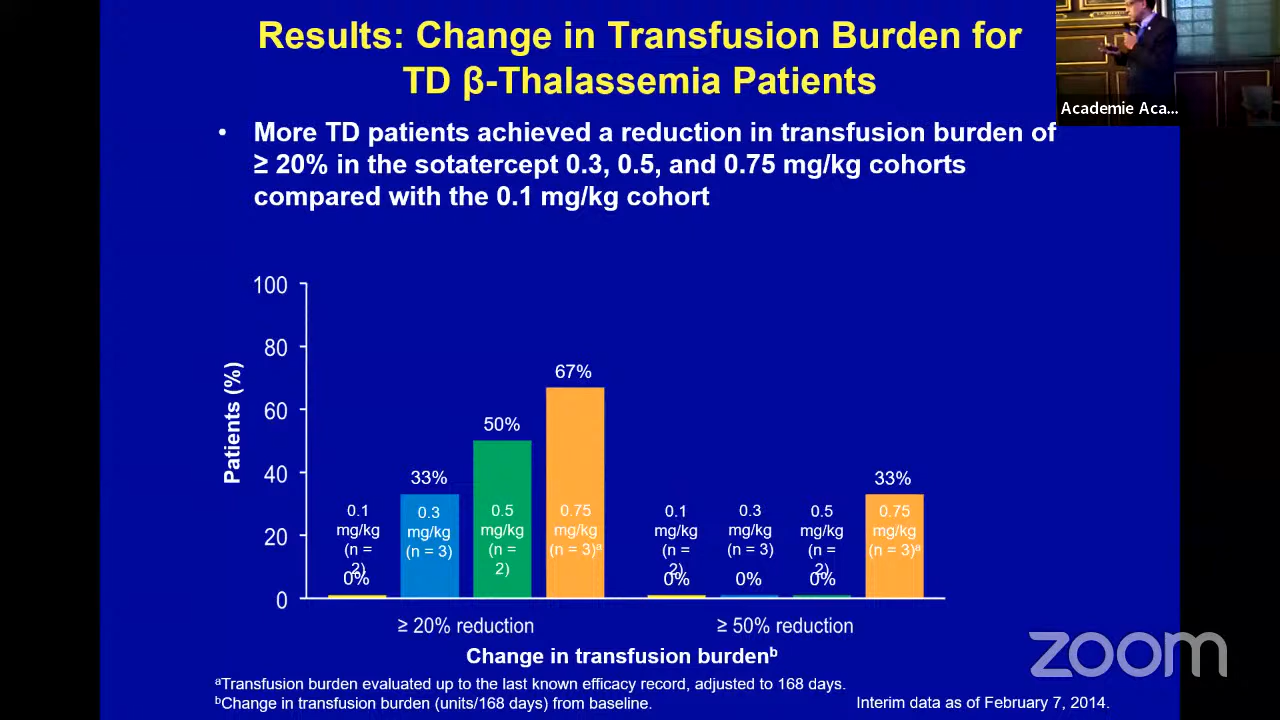 Results: Change in Transfusion Burden for
TD β-Thalassemia Patients
Academie Aca...
• More TD patients achieved a reduction in transfusion burden of
≥ 20% in the sotatercept 0.3, 0.5, and 0.75 mg/kg cohorts
compared with the 0.1 mg/kg cohort
Patients (%)
100
80
60
40
20
0
0.1
mg/kg
(n =
2)
0%
33%
0.3
mg/kg
(n = 3)
50%
0.5
mg/kg
(n =
2)
67%
0.75
mg/kg
(n = 3)ᵃ
0.1
mg/kg
(n =
2)
0%
0.3
mg/kg
(n = 3)
0%
0.5
mg/kg
(n =
2)
0%
33%
0.75
mg/kg
(n = 3)ᵃ
≥ 20% reduction
≥ 50% reduction
Change in transfusion burdenᵇ
ᵃTransfusion burden evaluated up to the last known efficacy record, adjusted to 168 days.
ᵇChange in transfusion burden (units/168 days) from baseline.
Interim data as of February 7, 2014.
zoom